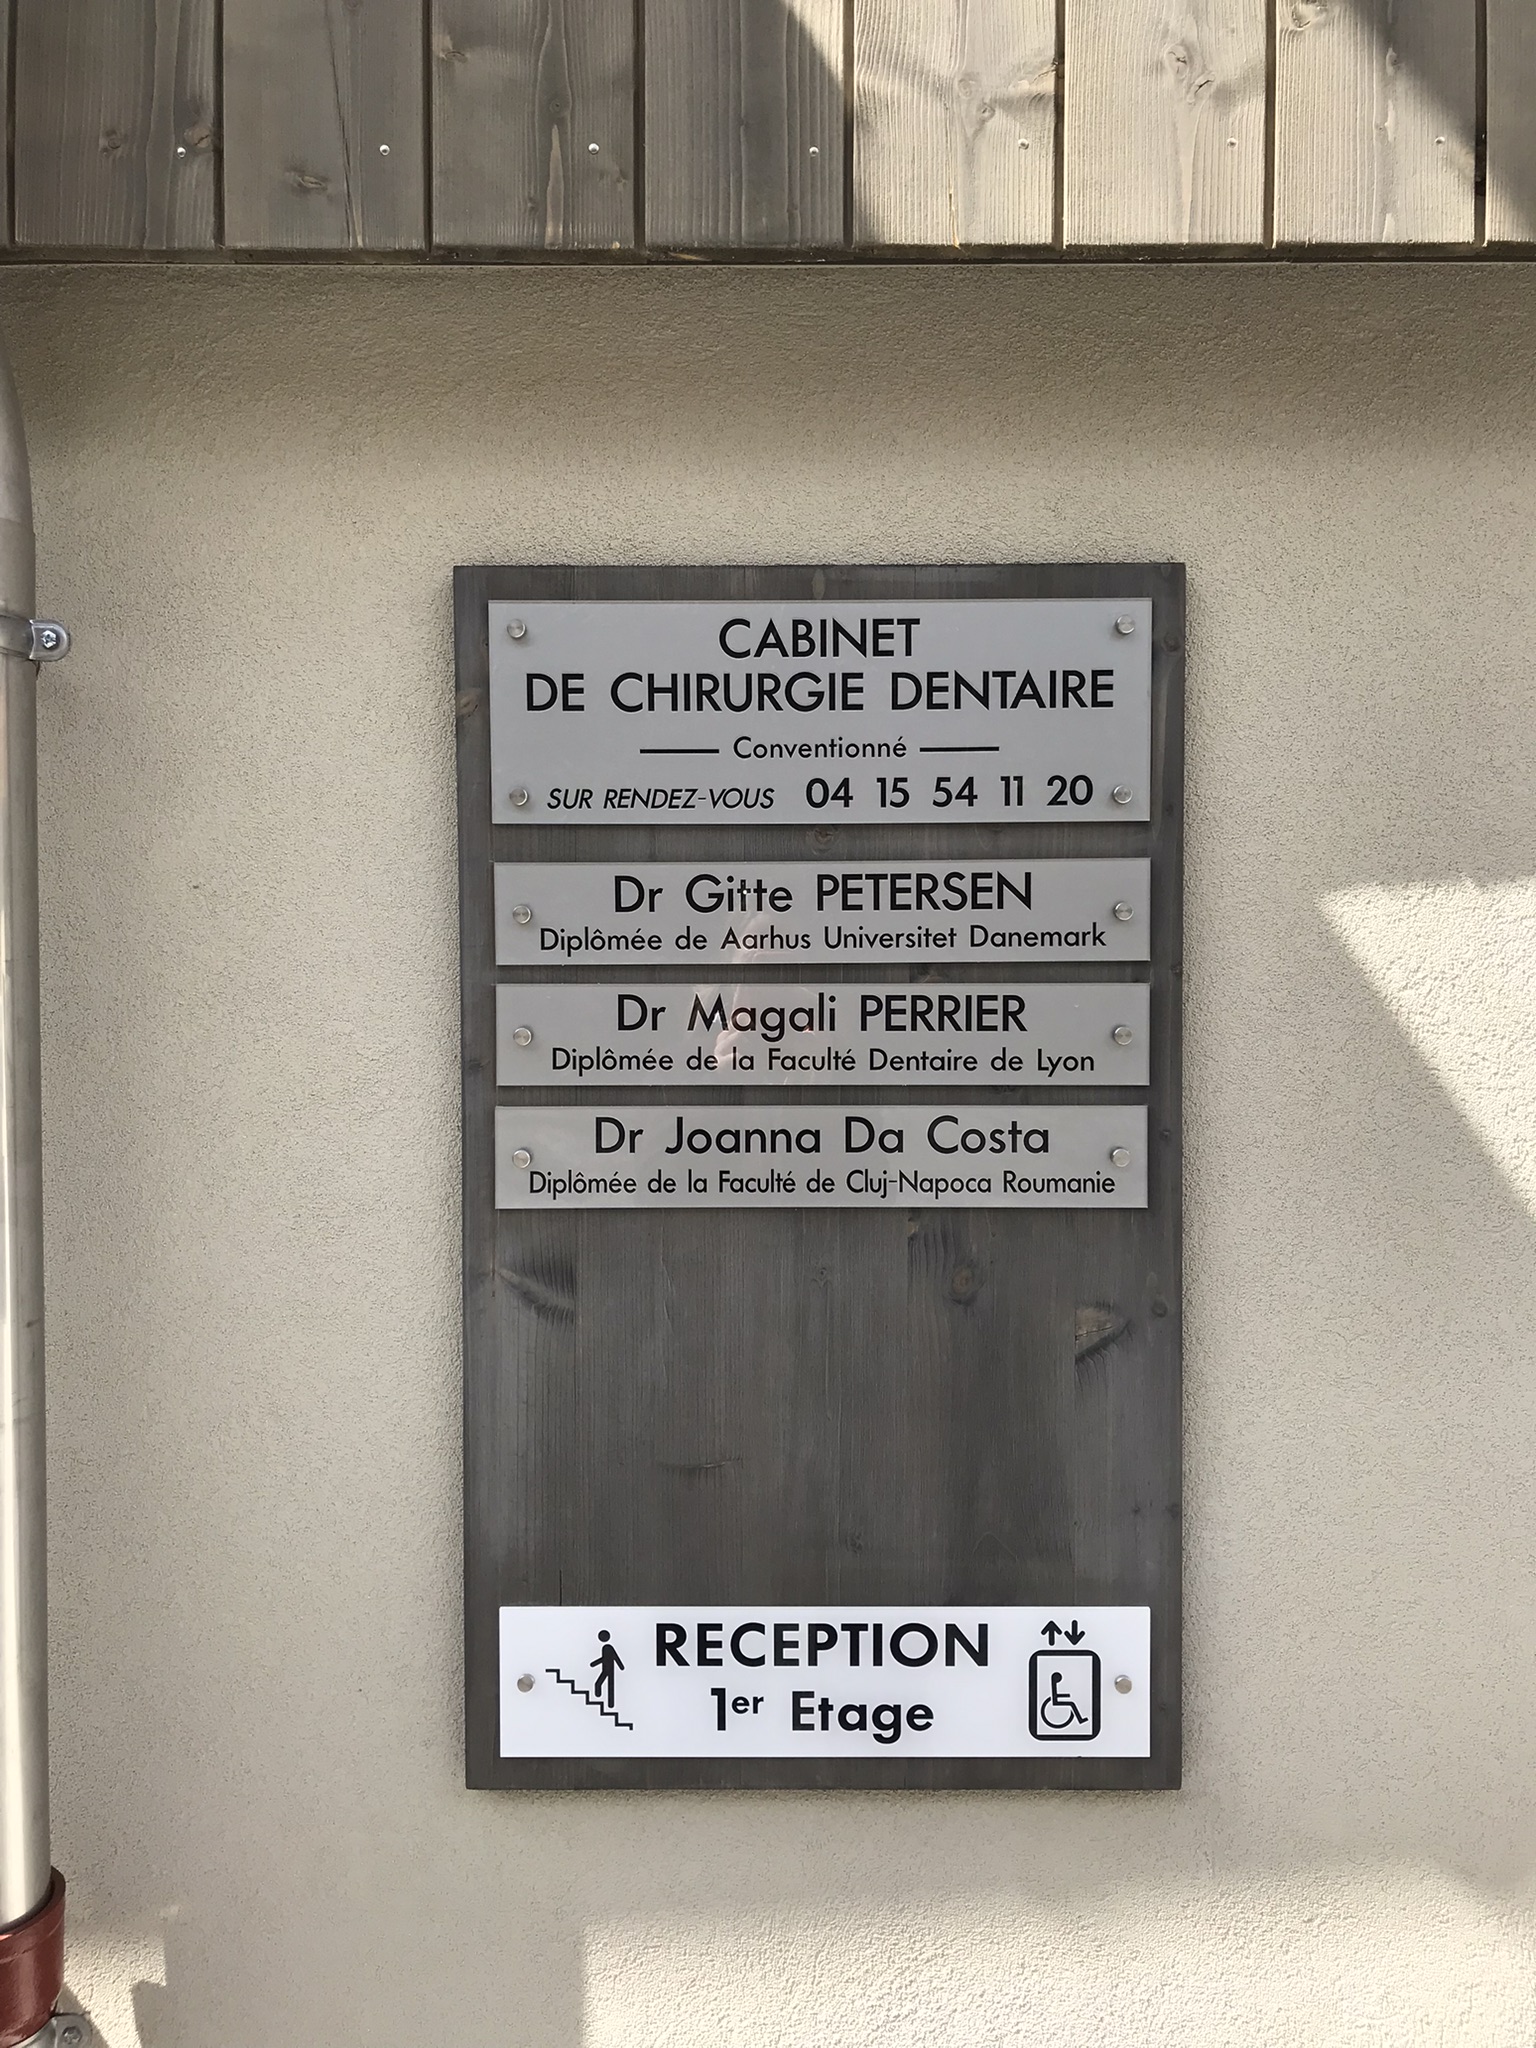 CABINET
DE CHIRURGIE DENTAIRE
Conventionné
SUR RENDEZ-VOUS 04 15 54 11 20
Dr Gitte PETERSEN
Diplômée de Aarhus Universitet Danemark
Dr Magali PERRIER
Diplômée de la Faculté Dentaire de Lyon
Dr Joanna Da Costa
Diplômée de la Faculté de Cluj-Napoca Roumanie
RECEPTION
1er Etage